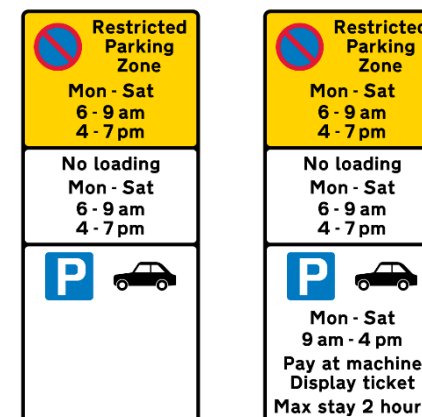 Restricted
Parking
Zone
Mon - Sat
6 - 9 am
4 - 7 pm
No loading
Mon - Sat
6 - 9 am
4 - 7 pm
P
Restricted
Parking
Zone
Mon - Sat
6 - 9 am
4 - 7 pm
No loading
Mon - Sat
6 - 9 am
4 - 7 pm
P
Mon - Sat
9 am - 4 pm
Pay at machine
Display ticket
Max stay 2 hour